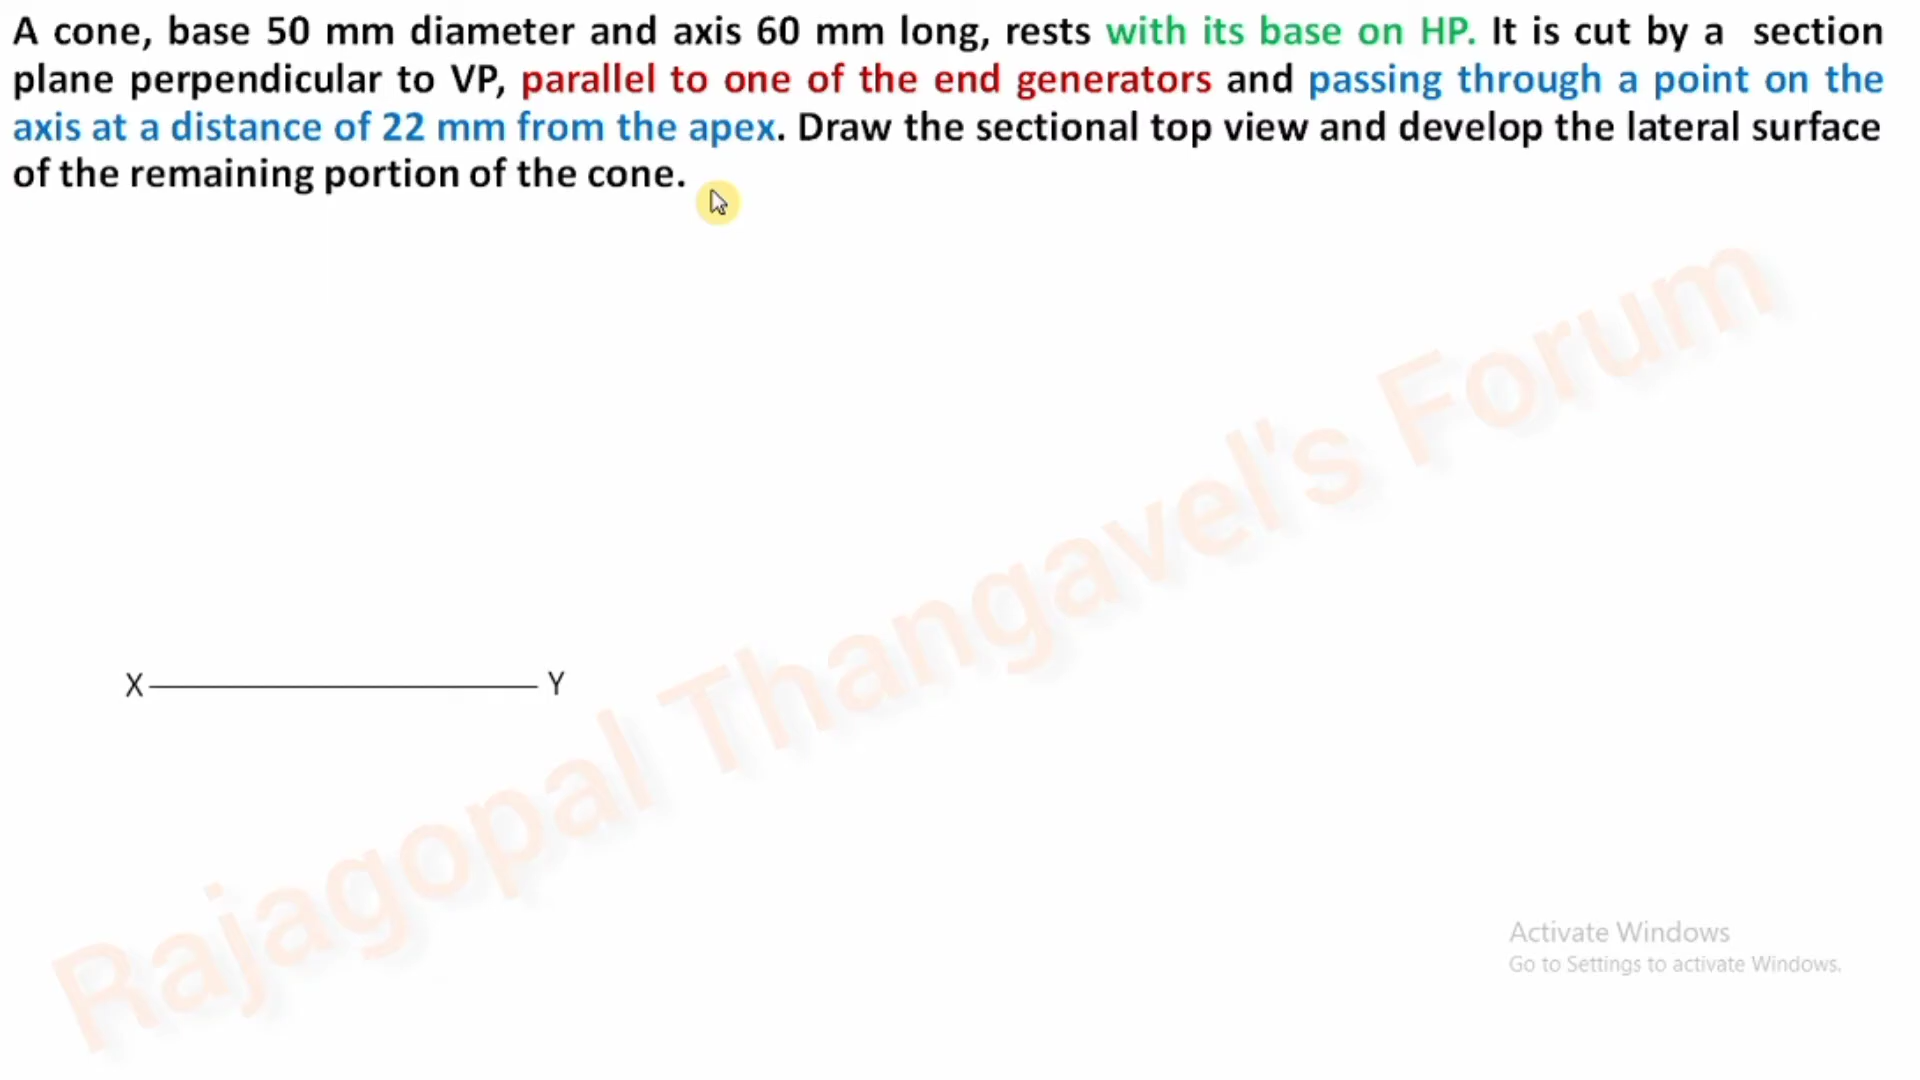 A cone, base 50 mm diameter and axis 60 mm long, rests with its base on HP. It is cut by a section
plane perpendicular to VP, parallel to one of the end generators and passing through a point on the
axis at a distance of 22 mm from the apex. Draw the sectional top view and develop the lateral surface
of the remaining portion of the cone.
Rajagopal Thangavel's Forum
X Y
Activate Windows
Go to Settings to activate Windows.